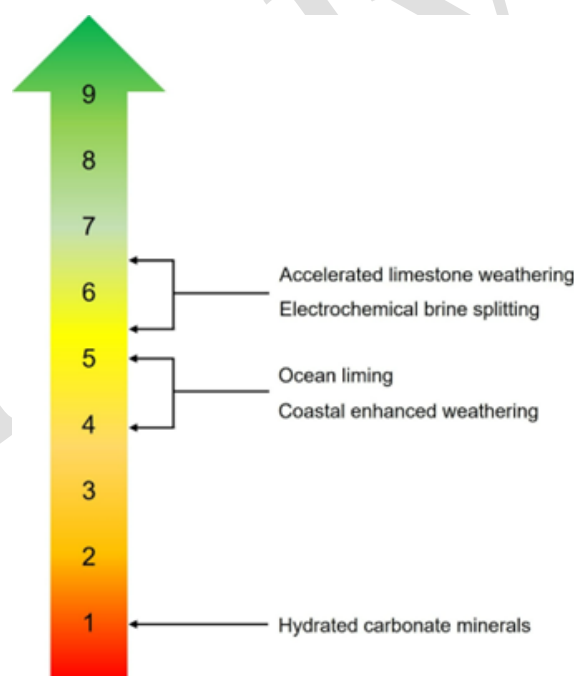 9
8
7
6
5
4
3
2
1
Accelerated limestone weathering
Electrochemical brine splitting
Ocean liming
Coastal enhanced weathering
Hydrated carbonate minerals